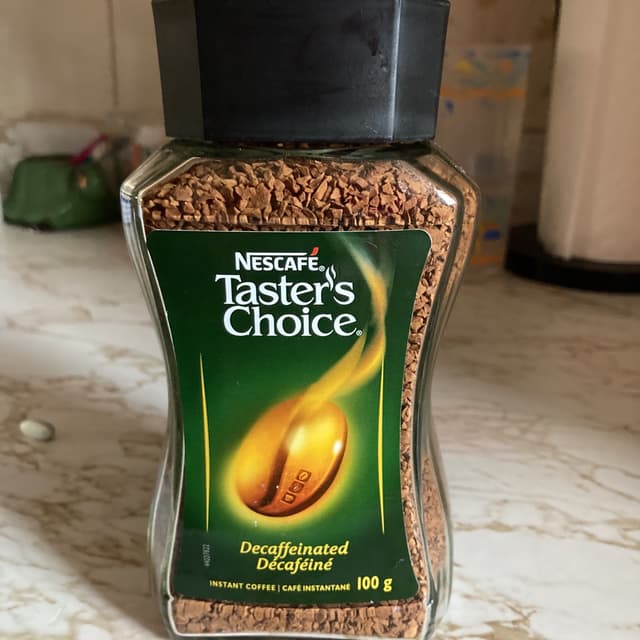 NESCAFÉ®
Taster's
Choice®
Decaffeinated
Décaféiné
INSTANT COFFEE | CAFÉ INSTANTANÉ 100 g